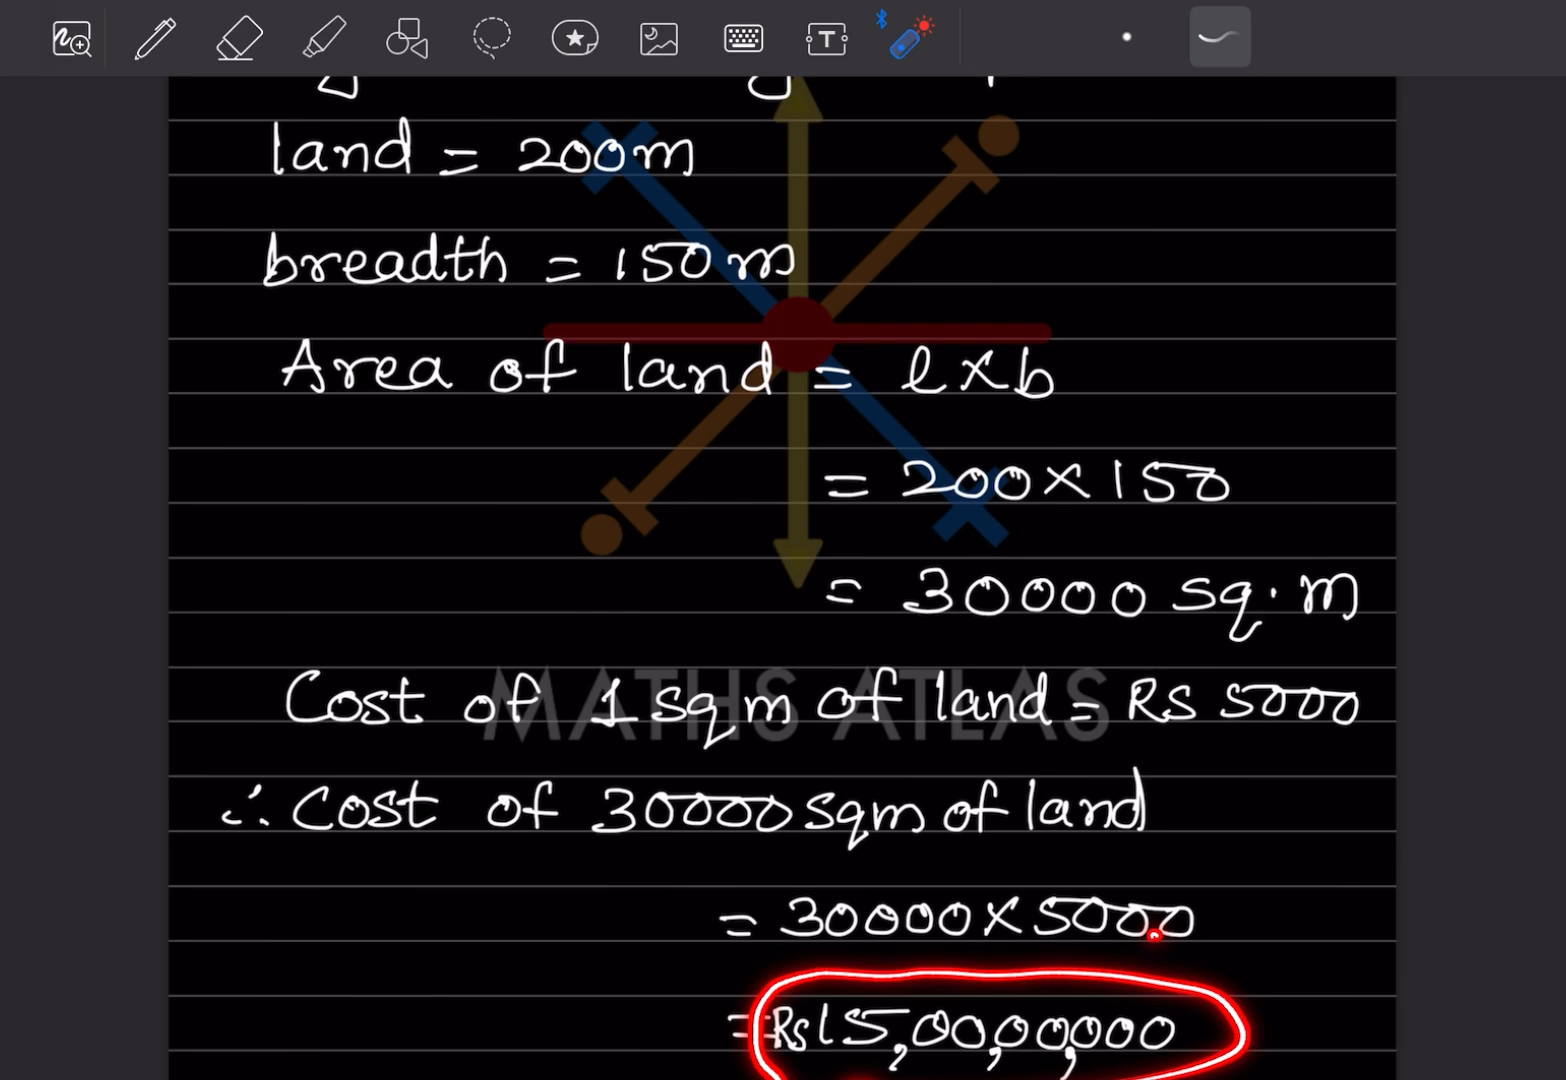 land = 200m
breadth = 150m
Area of land = l×b
= 200×150
= 30000 sq.m
MATHS ATLAS
Cost of 1 sqm of land = Rs 5000
∴ Cost of 30000 sqm of land
= 30000×5000
= Rs 15,00,00,000